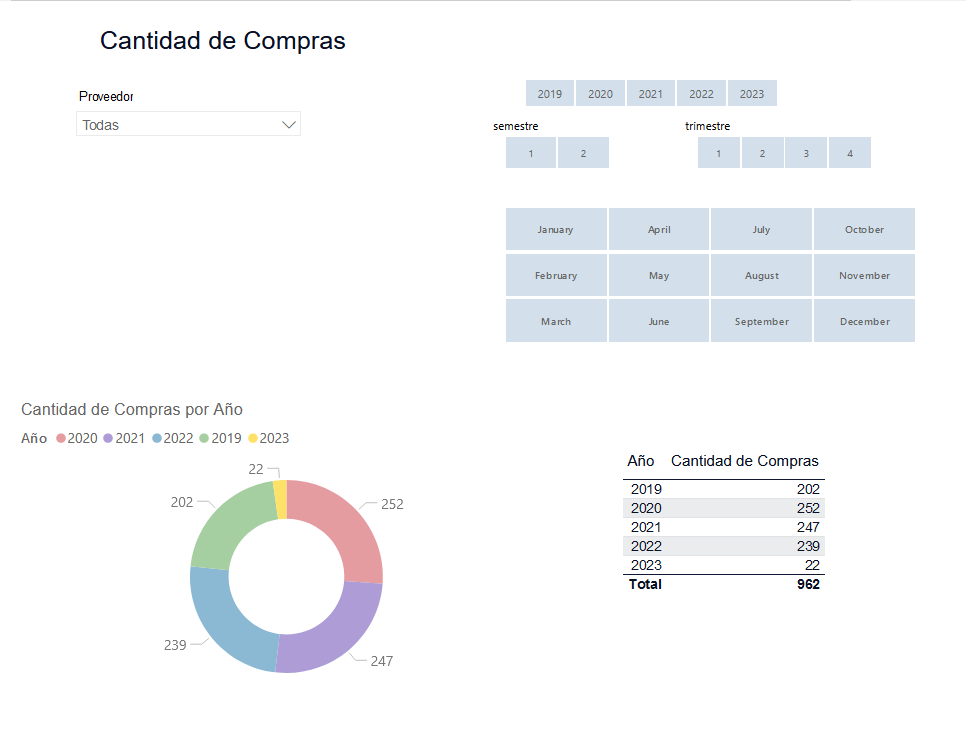 Cantidad de Compras
Proveedor
Todas
2019 2020 2021 2022 2023
semestre
1 2
trimestre
1 2 3 4
January April July October
February May August November
March June September December
Cantidad de Compras por Año
Año 2020 2021 2022 2019 2023
22
202
252
239
247
Año Cantidad de Compras
2019 202
2020 252
2021 247
2022 239
2023 22
Total 962